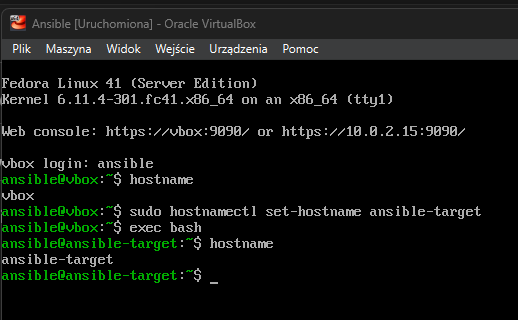 Ansible [Uruchomiona] - Oracle VirtualBox
Plik Maszyna Widok Wejście Urządzenia Pomoc
Fedora Linux 41 (Server Edition)
Kernel 6.11.4-301.fc41.x86_64 on an x86_64 (tty1)
Web console: https://vbox:9090/ or https://10.0.2.15:9090/
vbox login: ansible
ansible@vbox:~$ hostname
vbox
ansible@vbox:~$ sudo hostnamectl set-hostname ansible-target
ansible@vbox:~$ exec bash
ansible@ansible-target:~$ hostname
ansible-target
ansible@ansible-target:~$ _